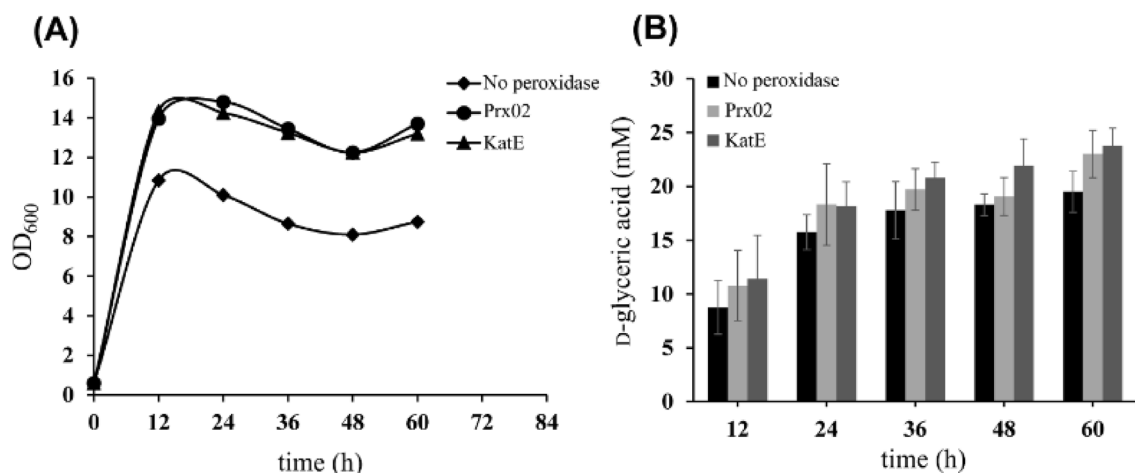 (A)
16
14
12
10
8
6
4
2
0
OD600
0 12 24 36 48 60 72 84
time (h)
No peroxidase
Prx02
KatE
(B)
30
25
20
15
10
5
0
D-glyceric acid (mM)
No peroxidase
Prx02
KatE
12 24 36 48 60
time (h)